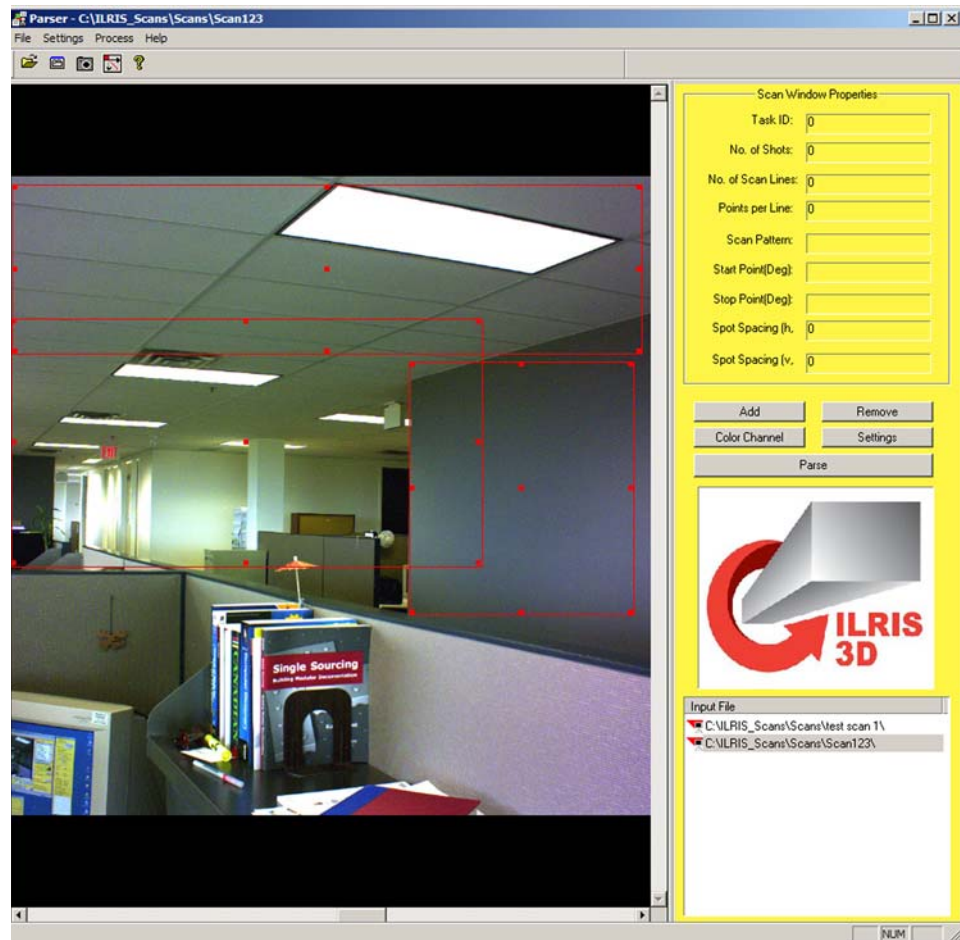 Parser - C:\ILRIS_Scans\Scans\Scan123
File Settings Process Help
Scan Window Properties
Task ID: 0
No. of Shots: 0
No. of Scan Lines: 0
Points per Line: 0
Scan Pattern:
Start Point(Deg):
Stop Point(Deg):
Spot Spacing (h, 0
Spot Spacing (v, 0
Add Remove
Color Channel Settings
Parse
ILRIS
3D
Input File
C:\ILRIS_Scans\Scans\test scan 1\
C:\ILRIS_Scans\Scans\Scan123\
EXIT
Single Sourcing
Building Modular Documentation
NUM